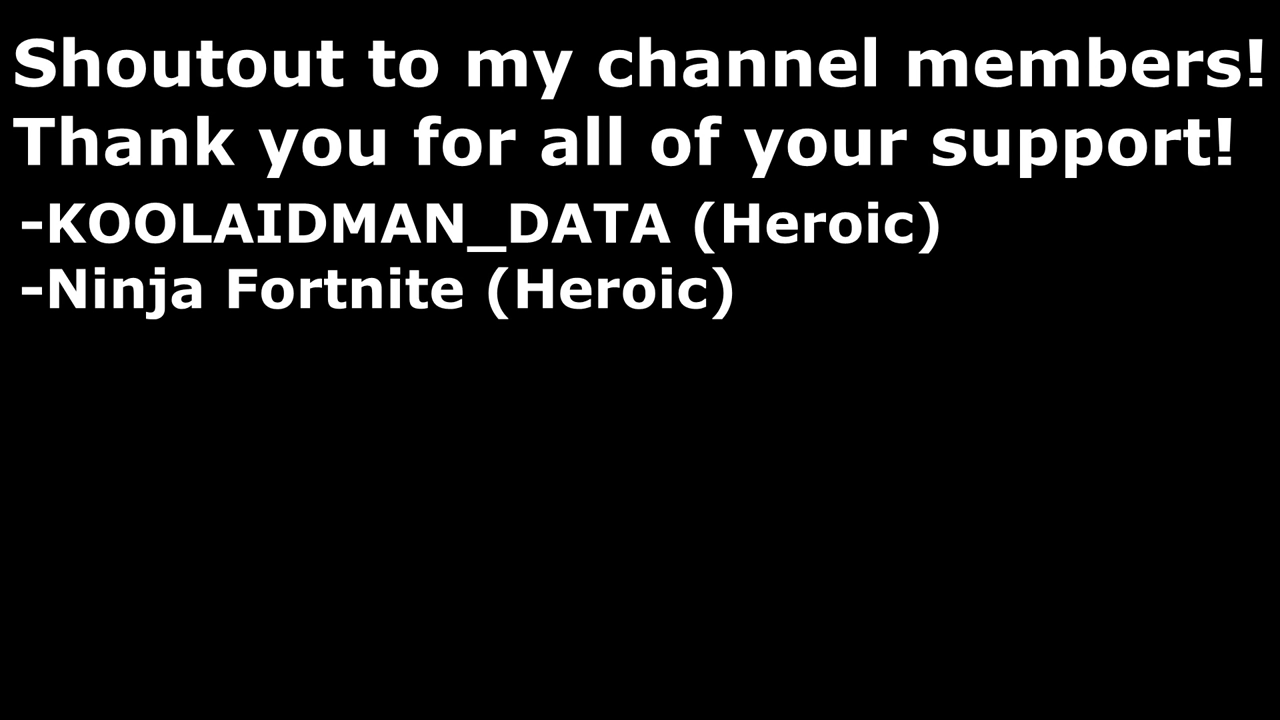 Shoutout to my channel members!
Thank you for all of your support!
-KOOLAIDMAN_DATA (Heroic)
-Ninja Fortnite (Heroic)